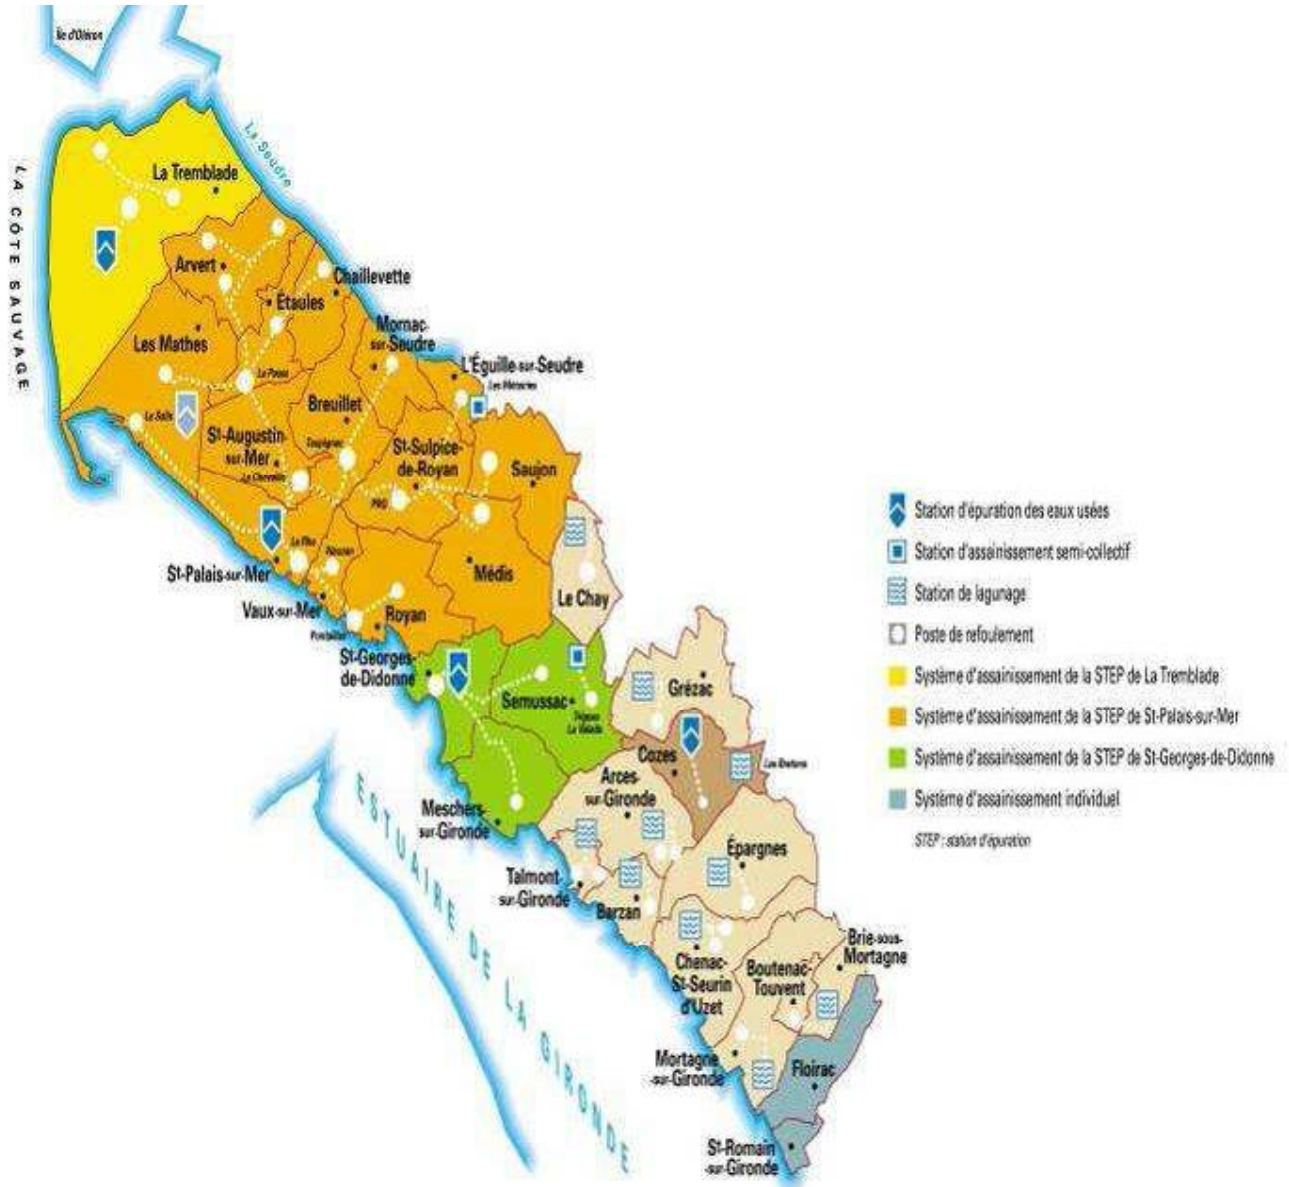 Île d'Oléron
LA CÔTE SAUVAGE
La Seudre
La Tremblade
Arvert
Étaules
Chaillevette
Les Mathes
Mornac-
sur-Seudre
L'Éguille-sur-Seudre
Breuillet
St-Augustin-
sur-Mer
St-Sulpice-
de-Royan
Saujon
St-Palais-sur-Mer
Vaux-sur-Mer
Royan
Médis
Le Chay
St-Georges-
de-Didonne
Semussac
Grézac
Cozes
Arces
-sur-Gironde
Meschers-
sur-Gironde
Talmont-
sur-Gironde
Barzan
Épargnes
Chenac-
St-Seurin
d'Uzet
Boutenac-
Touvent
Brie-sous-
Mortagne
Mortagne
-sur-Gironde
Floirac
St-Romain
-sur-Gironde
ESTUAIRE DE LA GIRONDE
Station d'épuration des eaux usées
Station d'assainissement semi-collectif
Station de lagunage
Poste de refoulement
Système d'assainissement de la STEP de La Tremblade
Système d'assainissement de la STEP de St-Palais-sur-Mer
Système d'assainissement de la STEP de St-Georges-de-Didonne
Système d'assainissement individuel
STEP : station d'épuration